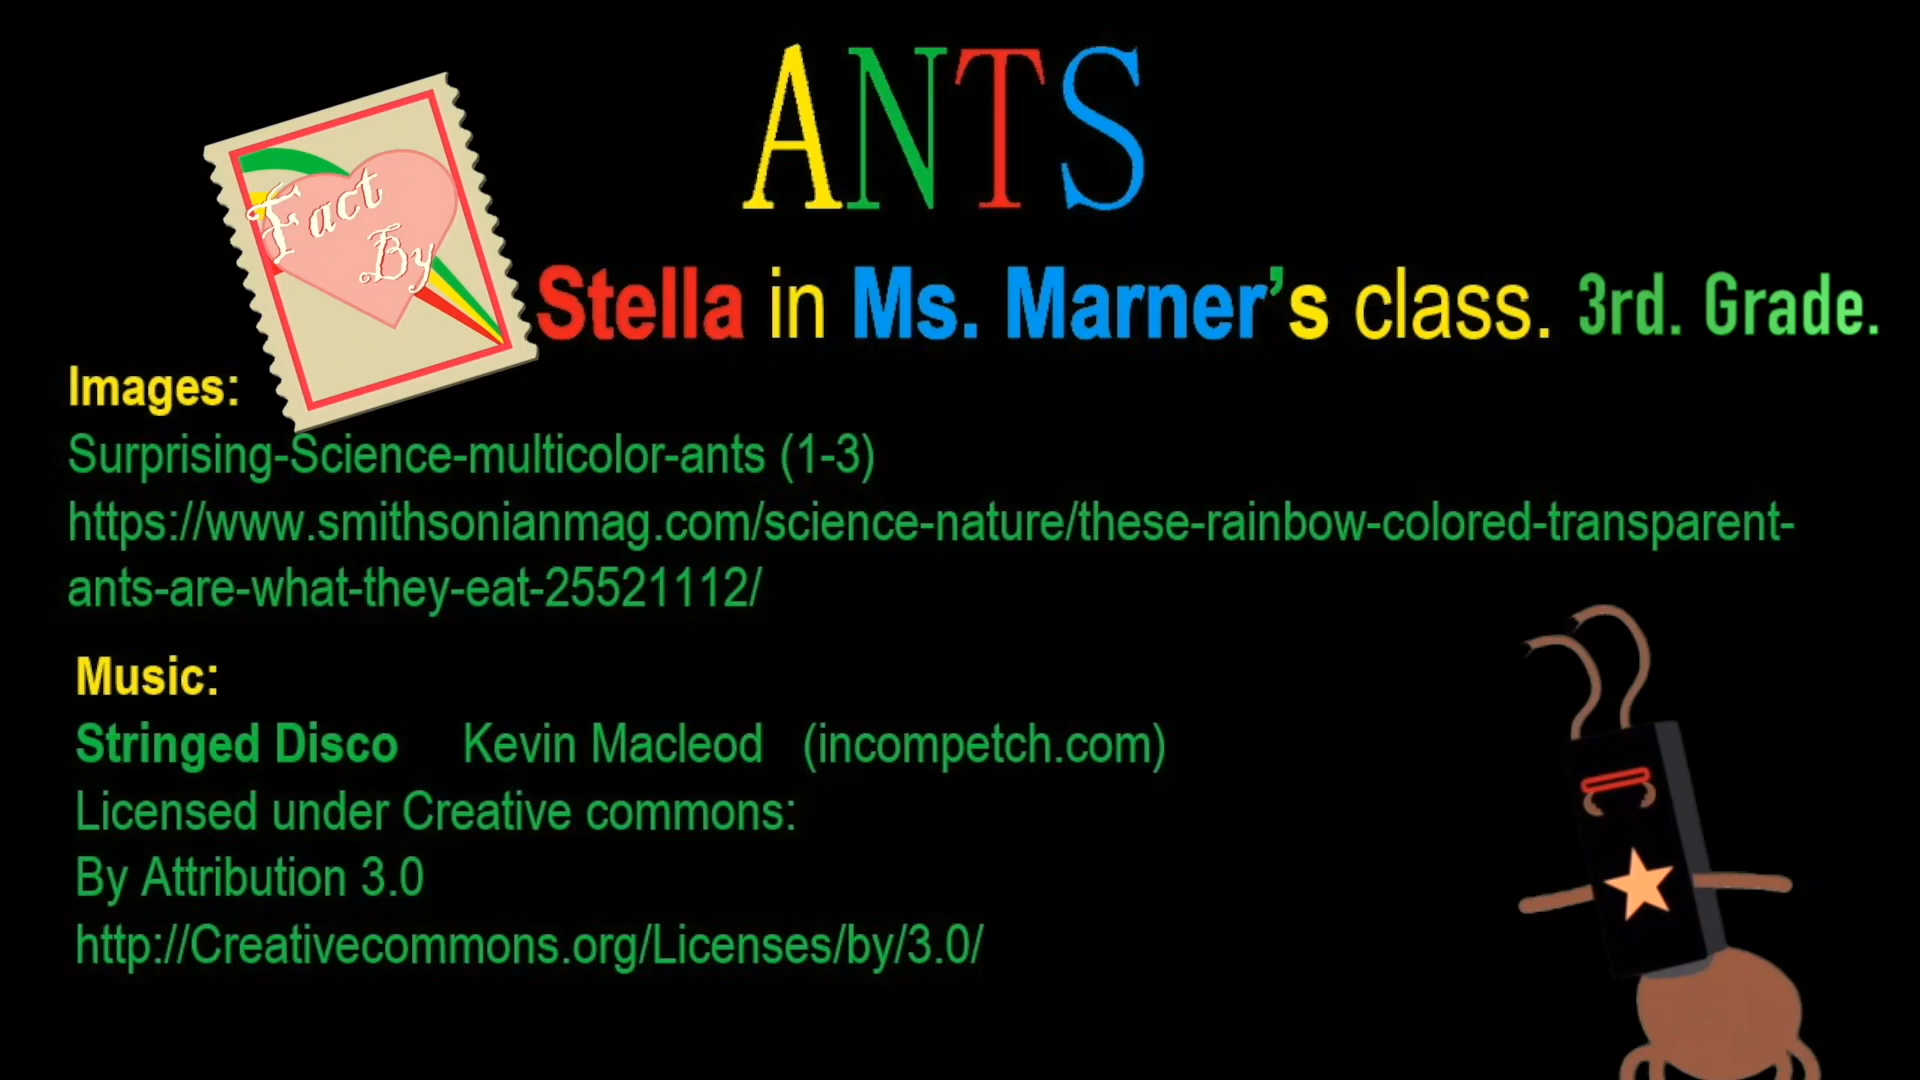 ANTS
Fact
By
Stella in Ms. Marner's class. 3rd. Grade.
Images:
Surprising-Science-multicolor-ants (1-3)
https://www.smithsonianmag.com/science-nature/these-rainbow-colored-transparent-
ants-are-what-they-eat-25521112/
Music:
Stringed Disco Kevin Macleod (incompetch.com)
Licensed under Creative commons:
By Attribution 3.0
http://Creativecommons.org/Licenses/by/3.0/